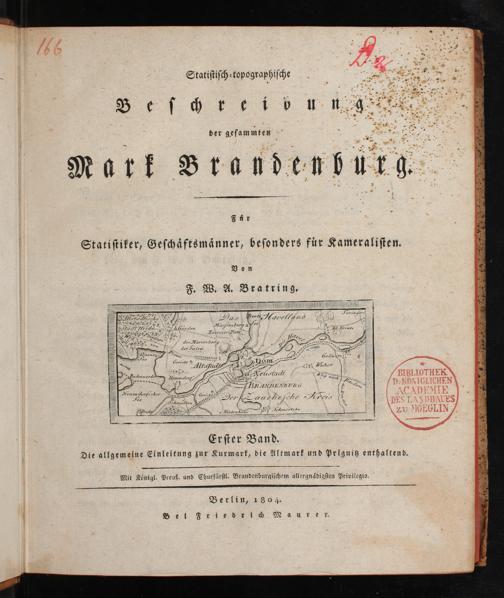 166
Statistisch-topographische
Beschreibung
der gesammten
Mark Brandenburg.
Für
Statistiker, Geschäftsmänner, besonders für Kameralisten.
Von
F. W. A. Bratring.
Das Havelland
Altstadt
Dom
Neustadt
BRANDENBURG
Der Zauchesche Kreis
BIBLIOTHEK
D. KÖNIGLICHEN
ACADEMIE
DES LANDBAUES
ZU MOEGLIN
Erster Band.
Die allgemeine Einleitung zur Kurmark, die Altmark und Prignitz enthaltend.
Mit Königl. Preuß. und Churfürstl. Brandenburgischem allergnädigsten Privilegio.
Berlin, 1804.
Bei Friedrich Maurer.